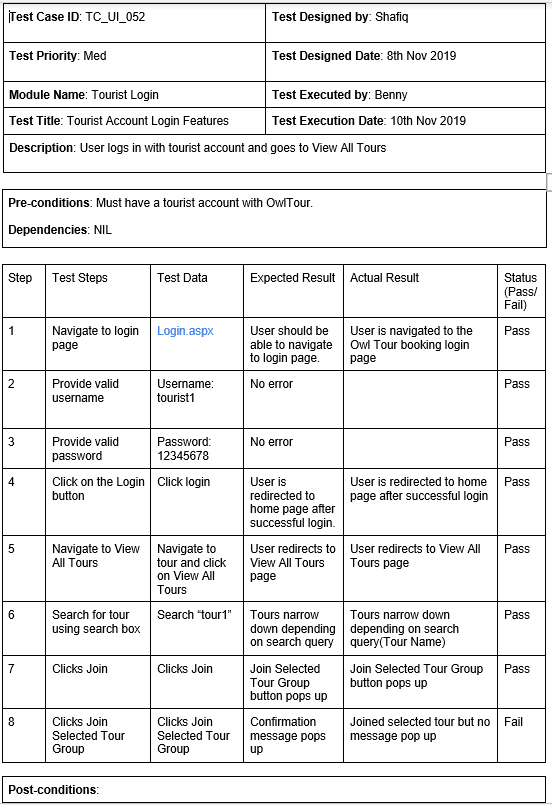 Test Case ID: TC_UI_052
Test Designed by: Shafiq
Test Priority: Med
Test Designed Date: 8th Nov 2019
Module Name: Tourist Login
Test Executed by: Benny
Test Title: Tourist Account Login Features
Test Execution Date: 10th Nov 2019
Description: User logs in with tourist account and goes to View All Tours
Pre-conditions: Must have a tourist account with OwlTour.
Dependencies: NIL
Step
Test Steps
Test Data
Expected Result
Actual Result
Status
(Pass/
Fail)
1
Navigate to login
page
Login.aspx
User should be
able to navigate
to login page.
User is navigated to the
Owl Tour booking login
page
Pass
2
Provide valid
username
Username:
tourist1
No error
Pass
3
Provide valid
password
Password:
12345678
No error
Pass
4
Click on the Login
button
Click login
User is
redirected to
home page after
successful login.
User is redirected to home
page after successful login
Pass
5
Navigate to View
All Tours
Navigate to
tour and click
on View All
Tours
User redirects to
View All Tours
page
User redirects to View All
Tours page
Pass
6
Search for tour
using search box
Search “tour1”
Tours narrow
down depending
on search query
Tours narrow down
depending on search
query(Tour Name)
Pass
7
Clicks Join
Clicks Join
Join Selected
Tour Group
button pops up
Join Selected Tour Group
button pops up
Pass
8
Clicks Join
Selected Tour
Group
Clicks Join
Selected Tour
Group
Confirmation
message pops
up
Joined selected tour but no
message pop up
Fail
Post-conditions: